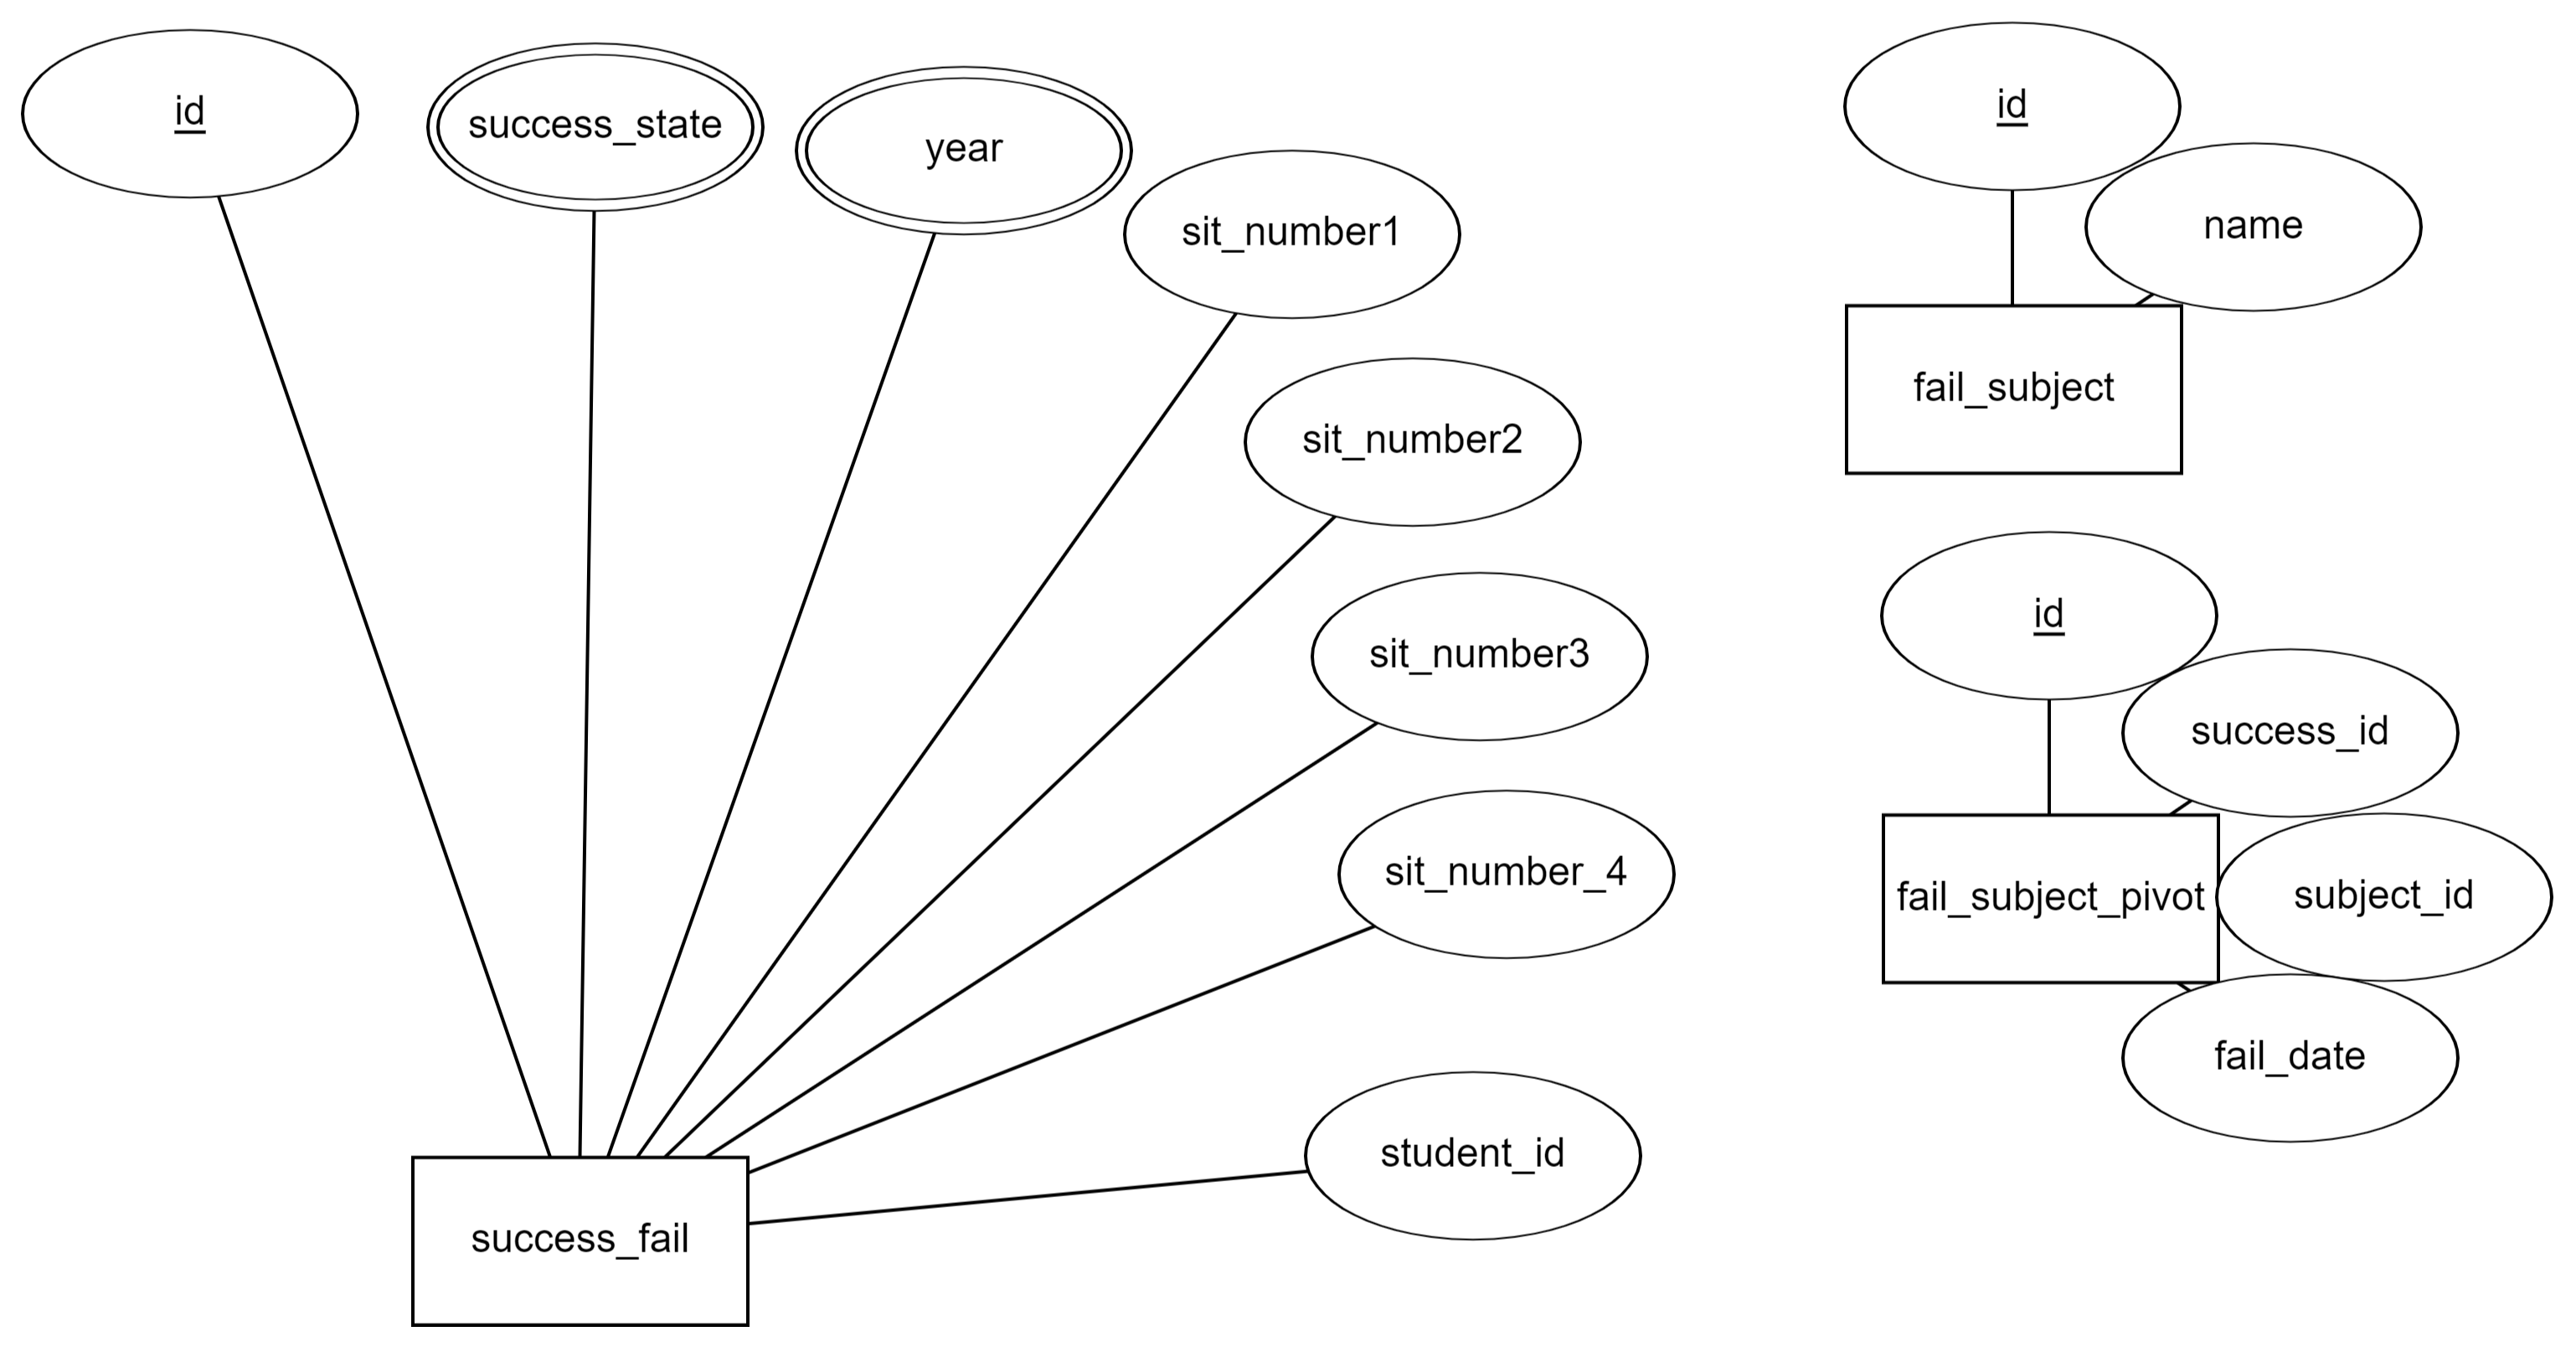 id
success_state
year
sit_number1
sit_number2
sit_number3
sit_number_4
student_id
success_fail
id
name
fail_subject
id
success_id
fail_subject_pivot
subject_id
fail_date